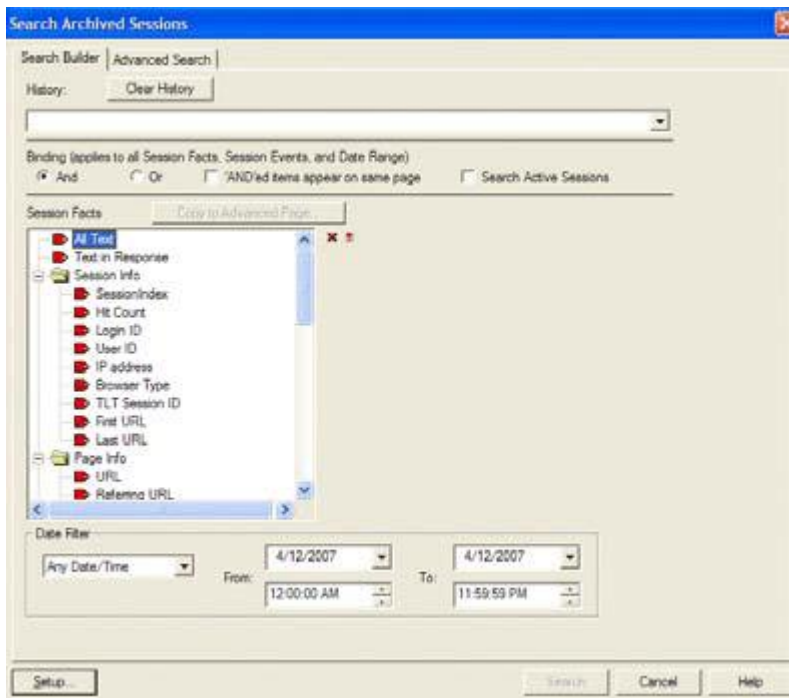 Search Archived Sessions
Search Builder
Advanced Search
History:
Clear History
Binding (applies to all Session Facts, Session Events, and Date Range)
And
Or
'AND'ed items appear on same page
Search Active Sessions
Session Facts
Copy to Advanced Page...
All Text
Text in Response
Session Info
SessionIndex
Hit Count
Login ID
User ID
IP address
Browser Type
TLT Session ID
First URL
Last URL
Page Info
URL
Referring URL
Date Filter
Any Date/Time
From:
4/12/2007
12:00:00 AM
To:
4/12/2007
11:59:59 PM
Setup...
Search
Cancel
Help